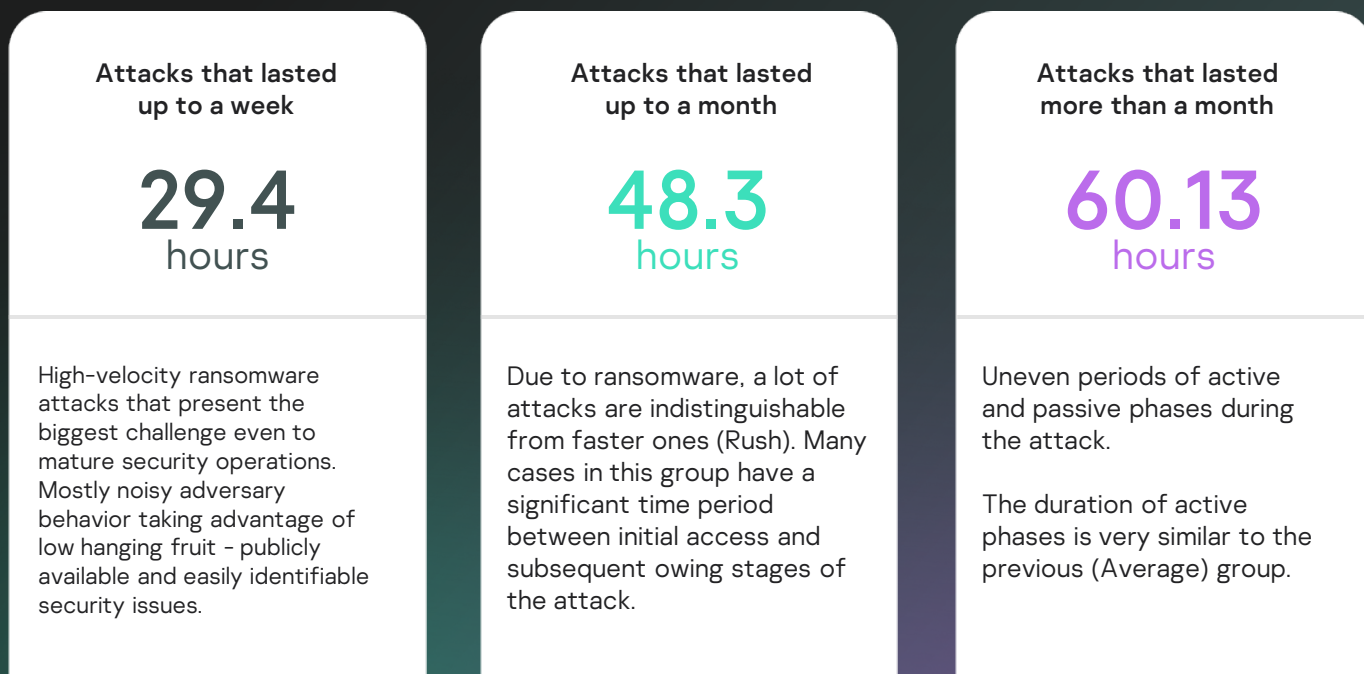 Attacks that lasted
up to a week
29.4
hours
High-velocity ransomware
attacks that present the
biggest challenge even to
mature security operations.
Mostly noisy adversary
behavior taking advantage of
low hanging fruit - publicly
available and easily identifiable
security issues.
Attacks that lasted
up to a month
48.3
hours
Due to ransomware, a lot of
attacks are indistinguishable
from faster ones (Rush). Many
cases in this group have a
significant time period
between initial access and
subsequent owing stages of
the attack.
Attacks that lasted
more than a month
60.13
hours
Uneven periods of active
and passive phases during
the attack.
The duration of active
phases is very similar to the
previous (Average) group.